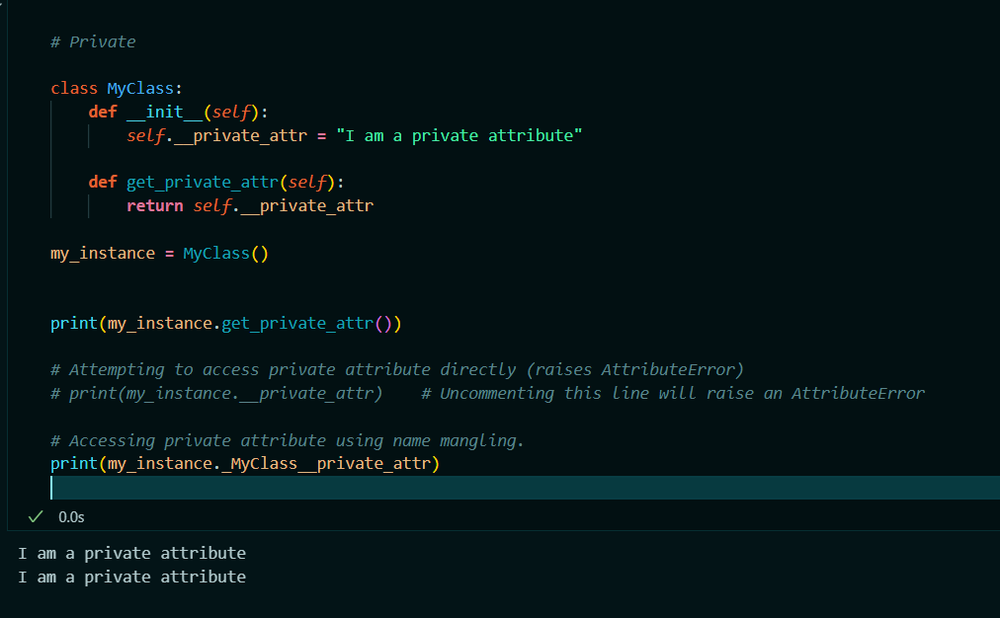 # Private
class MyClass:
    def __init__(self):
        self.__private_attr = "I am a private attribute"
    def get_private_attr(self):
        return self.__private_attr
my_instance = MyClass()
print(my_instance.get_private_attr())
# Attempting to access private attribute directly (raises AttributeError)
# print(my_instance.__private_attr)    # Uncommenting this line will raise an AttributeError
# Accessing private attribute using name mangling.
print(my_instance._MyClass__private_attr)
✓ 0.0s
I am a private attribute
I am a private attribute